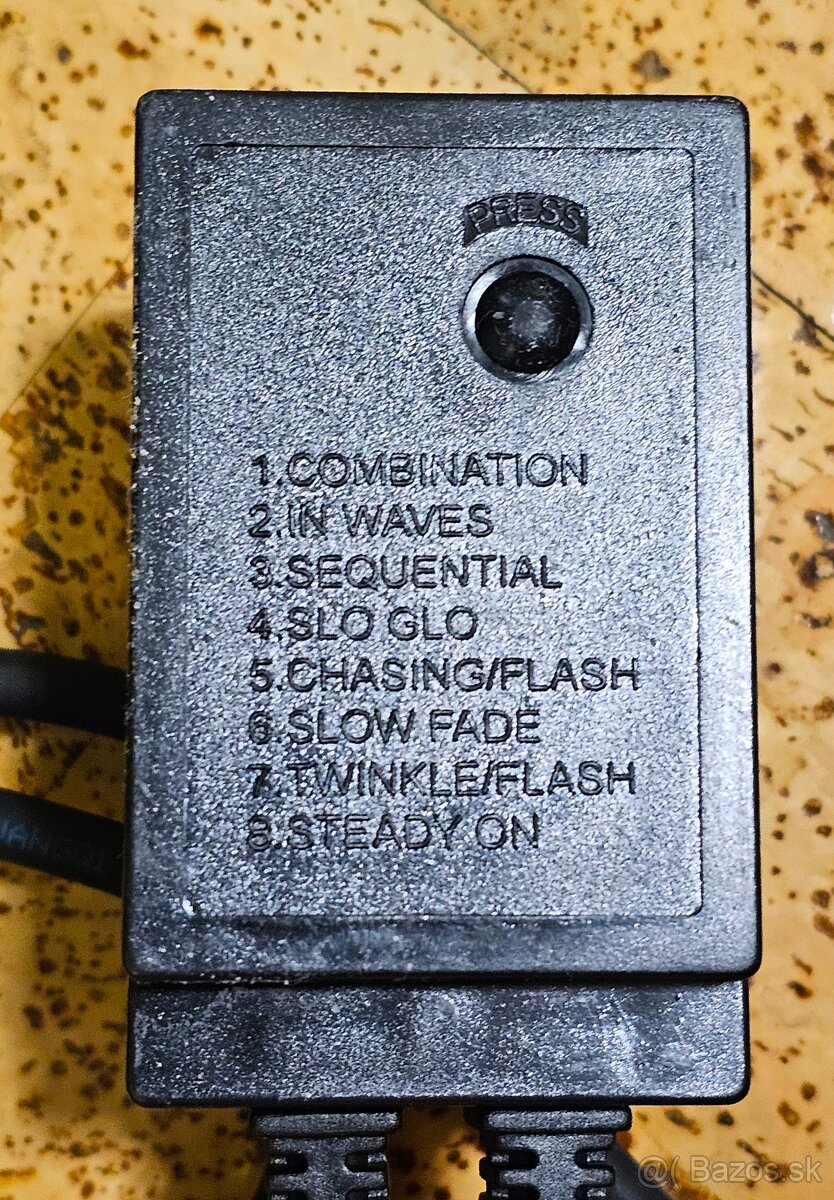 PRESS
1.COMBINATION
2.IN WAVES
3.SEQUENTIAL
4.SLO GLO
5.CHASING/FLASH
6.SLOW FADE
7.TWINKLE/FLASH
8.STEADY ON
@( Bazos.sk